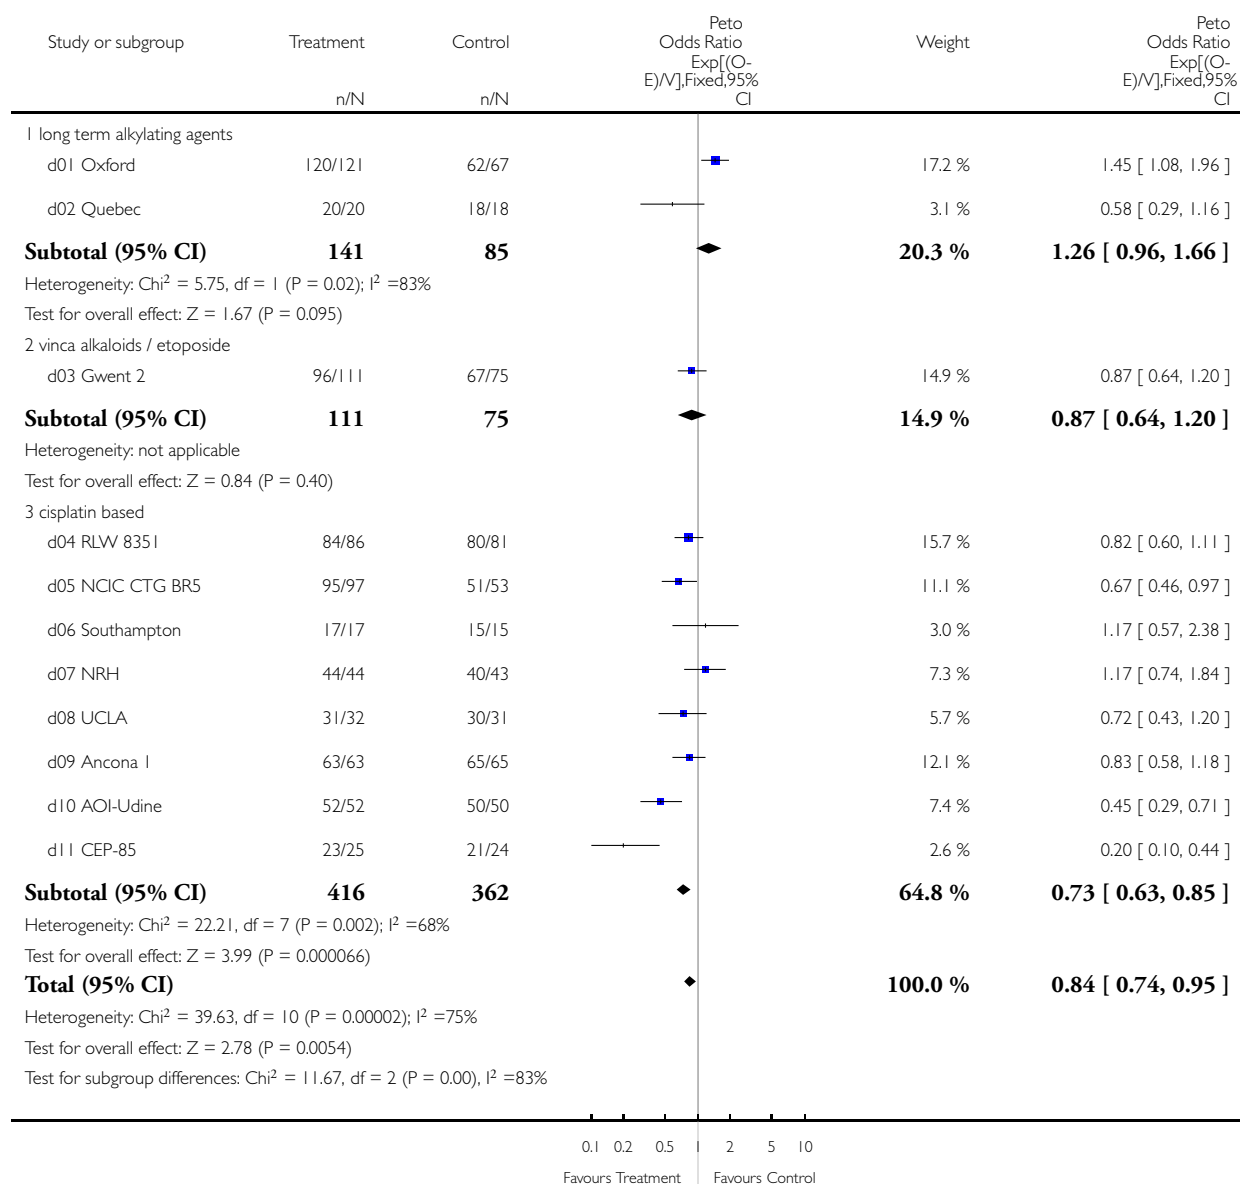 Peto Peto
Study or subgroup Treatment Control Odds Ratio Weight Odds Ratio
Exp[(O- Exp[(O-
E)/V],Fixed,95% E)/V],Fixed,95%
n/N n/N CI CI
1 long term alkylating agents
d01 Oxford 120/121 62/67 17.2 % 1.45 [ 1.08, 1.96 ]
d02 Quebec 20/20 18/18 3.1 % 0.58 [ 0.29, 1.16 ]
Subtotal (95% CI) 141 85 20.3 % 1.26 [ 0.96, 1.66 ]
Heterogeneity: Chi² = 5.75, df = 1 (P = 0.02); I² =83%
Test for overall effect: Z = 1.67 (P = 0.095)
2 vinca alkaloids / etoposide
d03 Gwent 2 96/111 67/75 14.9 % 0.87 [ 0.64, 1.20 ]
Subtotal (95% CI) 111 75 14.9 % 0.87 [ 0.64, 1.20 ]
Heterogeneity: not applicable
Test for overall effect: Z = 0.84 (P = 0.40)
3 cisplatin based
d04 RLW 8351 84/86 80/81 15.7 % 0.82 [ 0.60, 1.11 ]
d05 NCIC CTG BR5 95/97 51/53 11.1 % 0.67 [ 0.46, 0.97 ]
d06 Southampton 17/17 15/15 3.0 % 1.17 [ 0.57, 2.38 ]
d07 NRH 44/44 40/43 7.3 % 1.17 [ 0.74, 1.84 ]
d08 UCLA 31/32 30/31 5.7 % 0.72 [ 0.43, 1.20 ]
d09 Ancona 1 63/63 65/65 12.1 % 0.83 [ 0.58, 1.18 ]
d10 AOI-Udine 52/52 50/50 7.4 % 0.45 [ 0.29, 0.71 ]
d11 CEP-85 23/25 21/24 2.6 % 0.20 [ 0.10, 0.44 ]
Subtotal (95% CI) 416 362 64.8 % 0.73 [ 0.63, 0.85 ]
Heterogeneity: Chi² = 22.21, df = 7 (P = 0.002); I² =68%
Test for overall effect: Z = 3.99 (P = 0.000066)
Total (95% CI) 100.0 % 0.84 [ 0.74, 0.95 ]
Heterogeneity: Chi² = 39.63, df = 10 (P = 0.00002); I² =75%
Test for overall effect: Z = 2.78 (P = 0.0054)
Test for subgroup differences: Chi² = 11.67, df = 2 (P = 0.00), I² =83%
0.1 0.2 0.5 1 2 5 10
Favours Treatment Favours Control